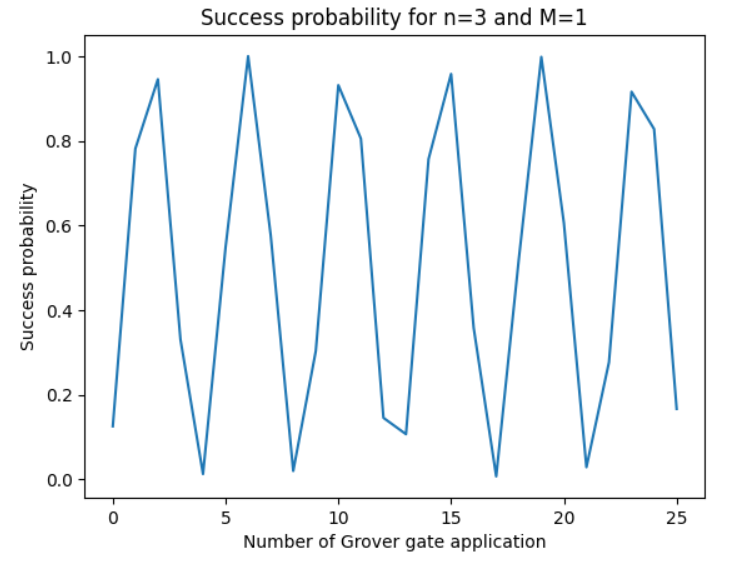 Success probability for n=3 and M=1
Success probability
1.0
0.8
0.6
0.4
0.2
0.0
0 5 10 15 20 25
Number of Grover gate application